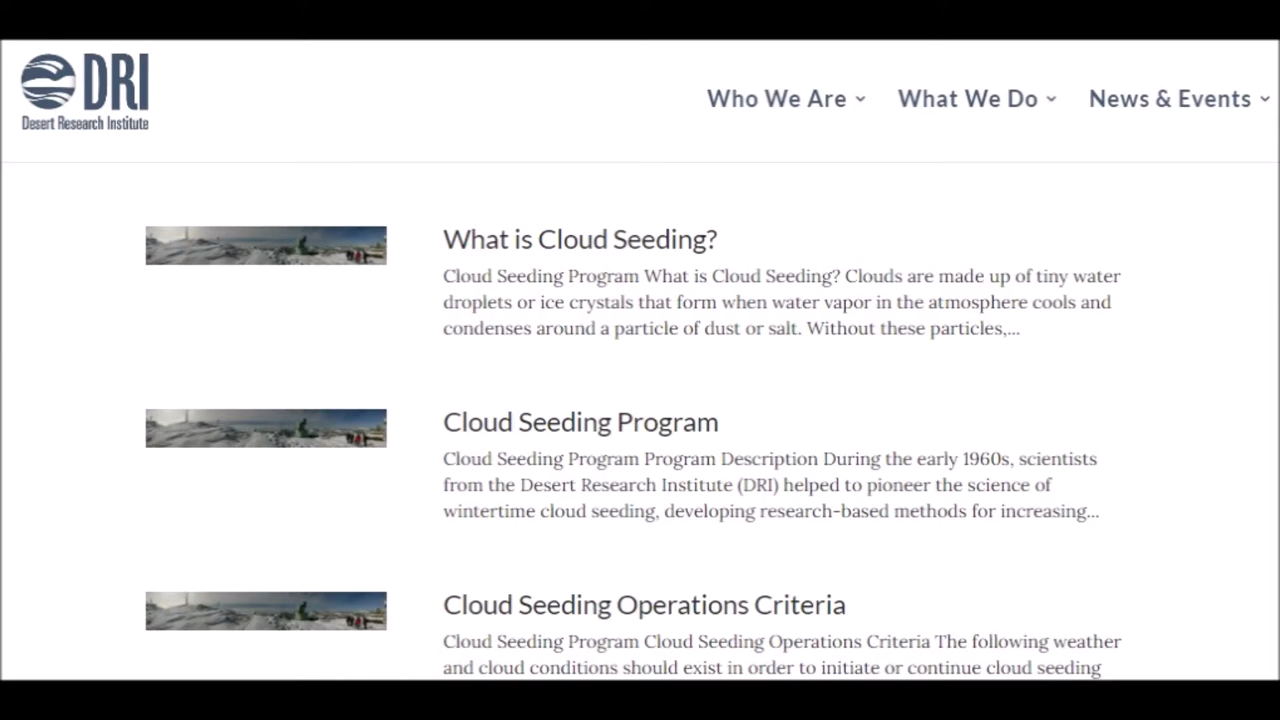 DRI
Desert Research Institute
Who We Are
What We Do
News & Events
What is Cloud Seeding?
Cloud Seeding Program What is Cloud Seeding? Clouds are made up of tiny water
droplets or ice crystals that form when water vapor in the atmosphere cools and
condenses around a particle of dust or salt. Without these particles,...
Cloud Seeding Program
Cloud Seeding Program Program Description During the early 1960s, scientists
from the Desert Research Institute (DRI) helped to pioneer the science of
wintertime cloud seeding, developing research-based methods for increasing...
Cloud Seeding Operations Criteria
Cloud Seeding Program Cloud Seeding Operations Criteria The following weather
and cloud conditions should exist in order to initiate or continue cloud seeding